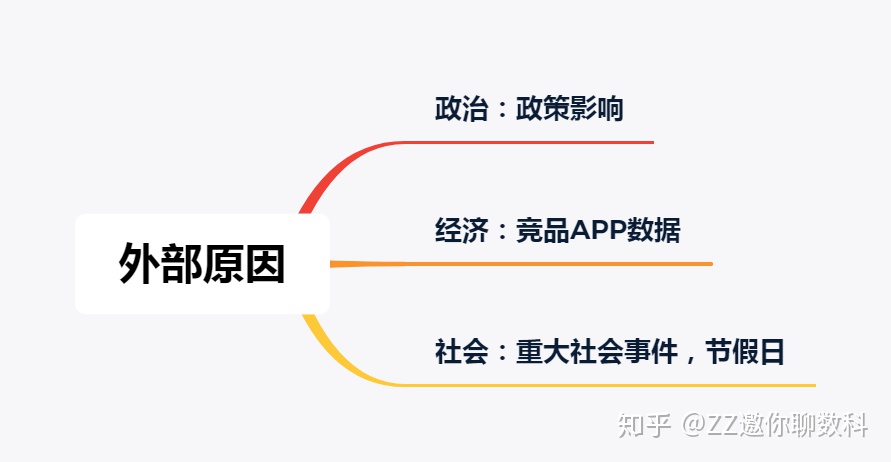 政治：政策影响
经济：竞品APP数据
外部原因
社会：重大社会事件，节假日
知乎 @ZZ邀你聊数科